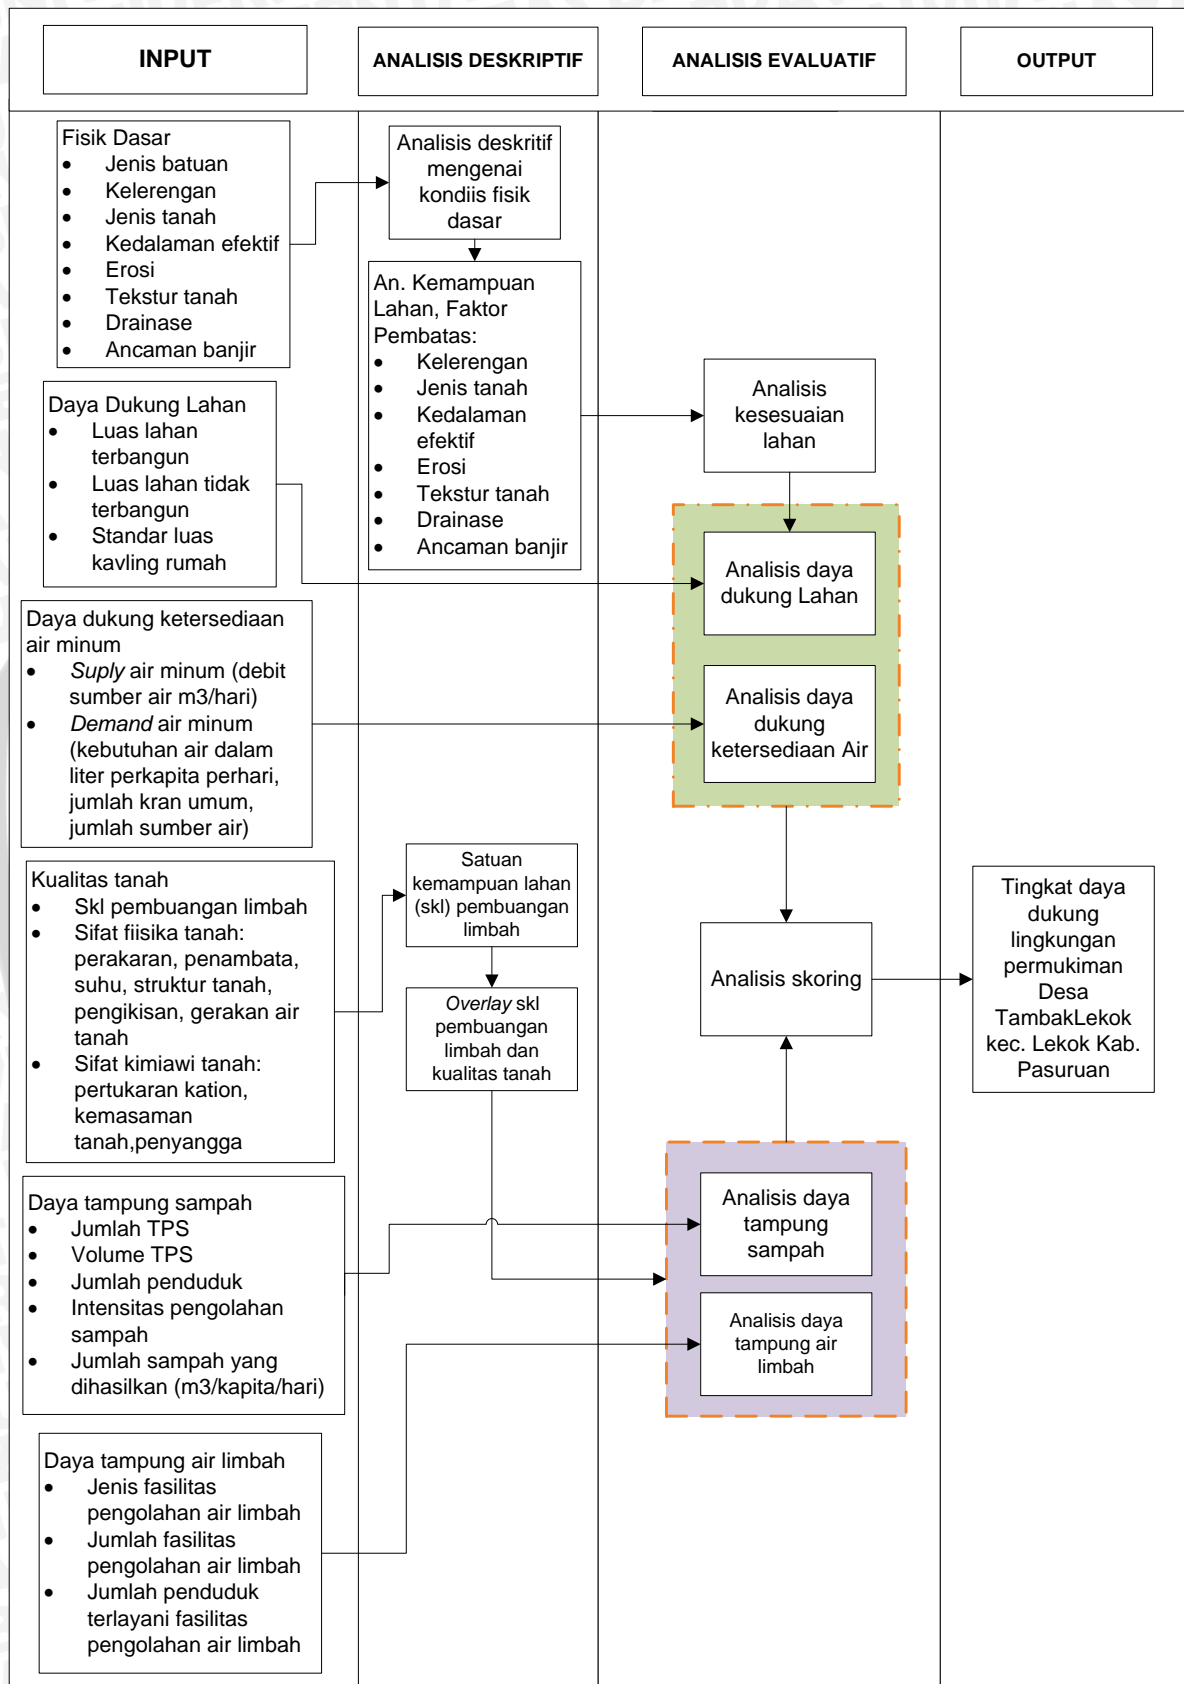 INPUT
ANALISIS DESKRIPTIF
ANALISIS EVALUATIF
OUTPUT
Fisik Dasar
• Jenis batuan
• Kelerengan
• Jenis tanah
• Kedalaman efektif
• Erosi
• Tekstur tanah
• Drainase
• Ancaman banjir
Daya Dukung Lahan
• Luas lahan
terbangun
• Luas lahan tidak
terbangun
• Standar luas
kavling rumah
Daya dukung ketersediaan
air minum
• Suply air minum (debit
sumber air m3/hari)
• Demand air minum
(kebutuhan air dalam
liter perkapita perhari,
jumlah kran umum,
jumlah sumber air)
Kualitas tanah
• Skl pembuangan limbah
• Sifat fiisika tanah:
perakaran, penambata,
suhu, struktur tanah,
pengikisan, gerakan air
tanah
• Sifat kimiawi tanah:
pertukaran kation,
kemasaman
tanah,penyangga
Daya tampung sampah
• Jumlah TPS
• Volume TPS
• Jumlah penduduk
• Intensitas pengolahan
sampah
• Jumlah sampah yang
dihasilkan (m3/kapita/hari)
Daya tampung air limbah
• Jenis fasilitas
pengolahan air limbah
• Jumlah fasilitas
pengolahan air limbah
• Jumlah penduduk
terlayani fasilitas
pengolahan air limbah
Analisis deskritif
mengenai
kondiis fisik
dasar
An. Kemampuan
Lahan, Faktor
Pembatas:
• Kelerengan
• Jenis tanah
• Kedalaman
efektif
• Erosi
• Tekstur tanah
• Drainase
• Ancaman banjir
Satuan
kemampuan lahan
(skl) pembuangan
limbah
Overlay skl
pembuangan
limbah dan
kualitas tanah
Analisis
kesesuaian
lahan
Analisis daya
dukung Lahan
Analisis daya
dukung
ketersediaan Air
Analisis skoring
Analisis daya
tampung
sampah
Analisis daya
tampung air
limbah
Tingkat daya
dukung
lingkungan
permukiman
Desa
TambakLekok
kec. Lekok Kab.
Pasuruan